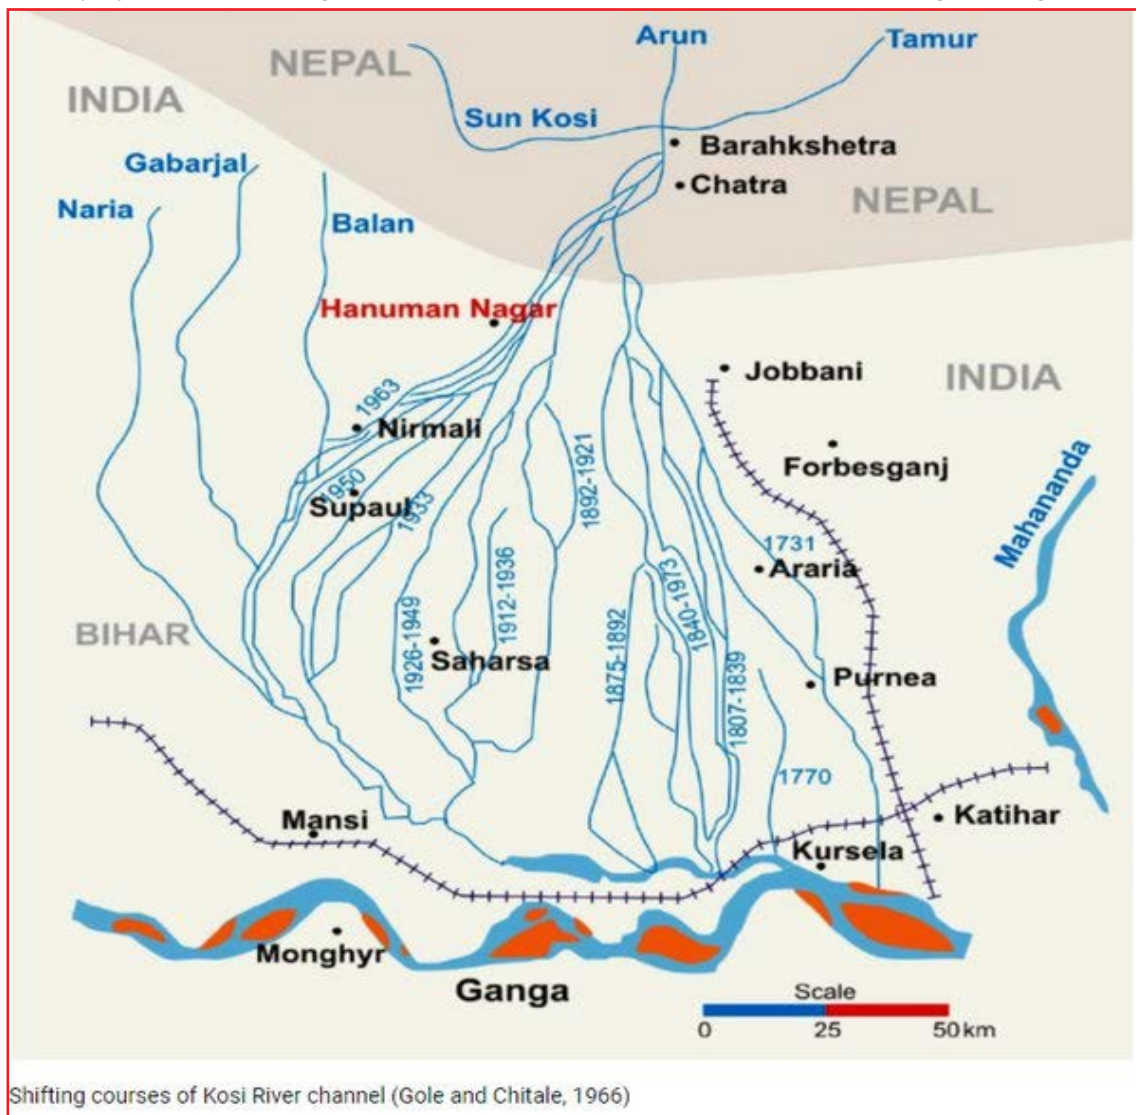 Arun
Tamur
NEPAL
INDIA
Sun Kosi
Barahkshetra
Gabarjal
Chatra
Naria
NEPAL
Balan
Hanuman Nagar
Jobbani
INDIA
1963
Nirmali
Forbesganj
Mahananda
1892-1921
1950
Supaul
1933
1731
Araria
1912-1936
1840-1973
BIHAR
1926-1949
Saharsa
1875-1892
1807-1839
Purnea
1770
Mansi
Katihar
Kursela
Monghyr
Ganga
Scale
0 25 50 km
Shifting courses of Kosi River channel (Gole and Chitale, 1966)